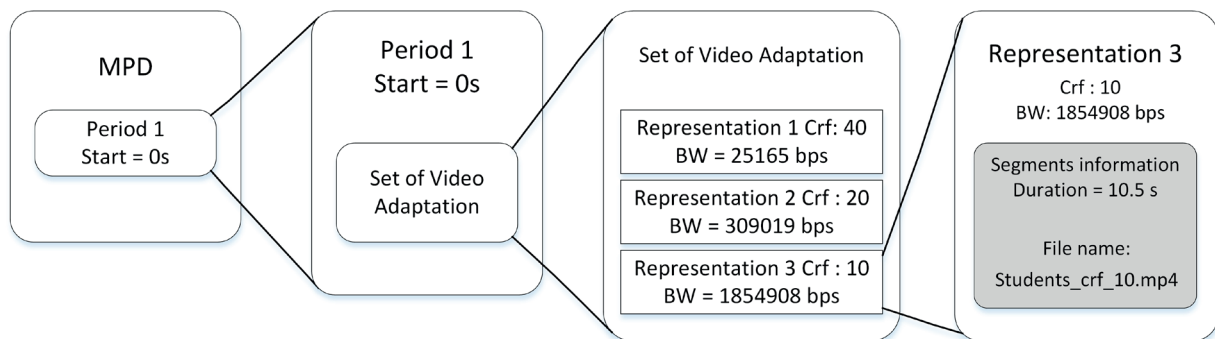 MPD
Period 1
Start = 0s
Period 1
Start = 0s
Set of Video
Adaptation
Set of Video Adaptation
Representation 1 Crf: 40
BW = 25165 bps
Representation 2 Crf : 20
BW = 309019 bps
Representation 3 Crf : 10
BW = 1854908 bps
Representation 3
Crf : 10
BW: 1854908 bps
Segments information
Duration = 10.5 s
File name:
Students_crf_10.mp4